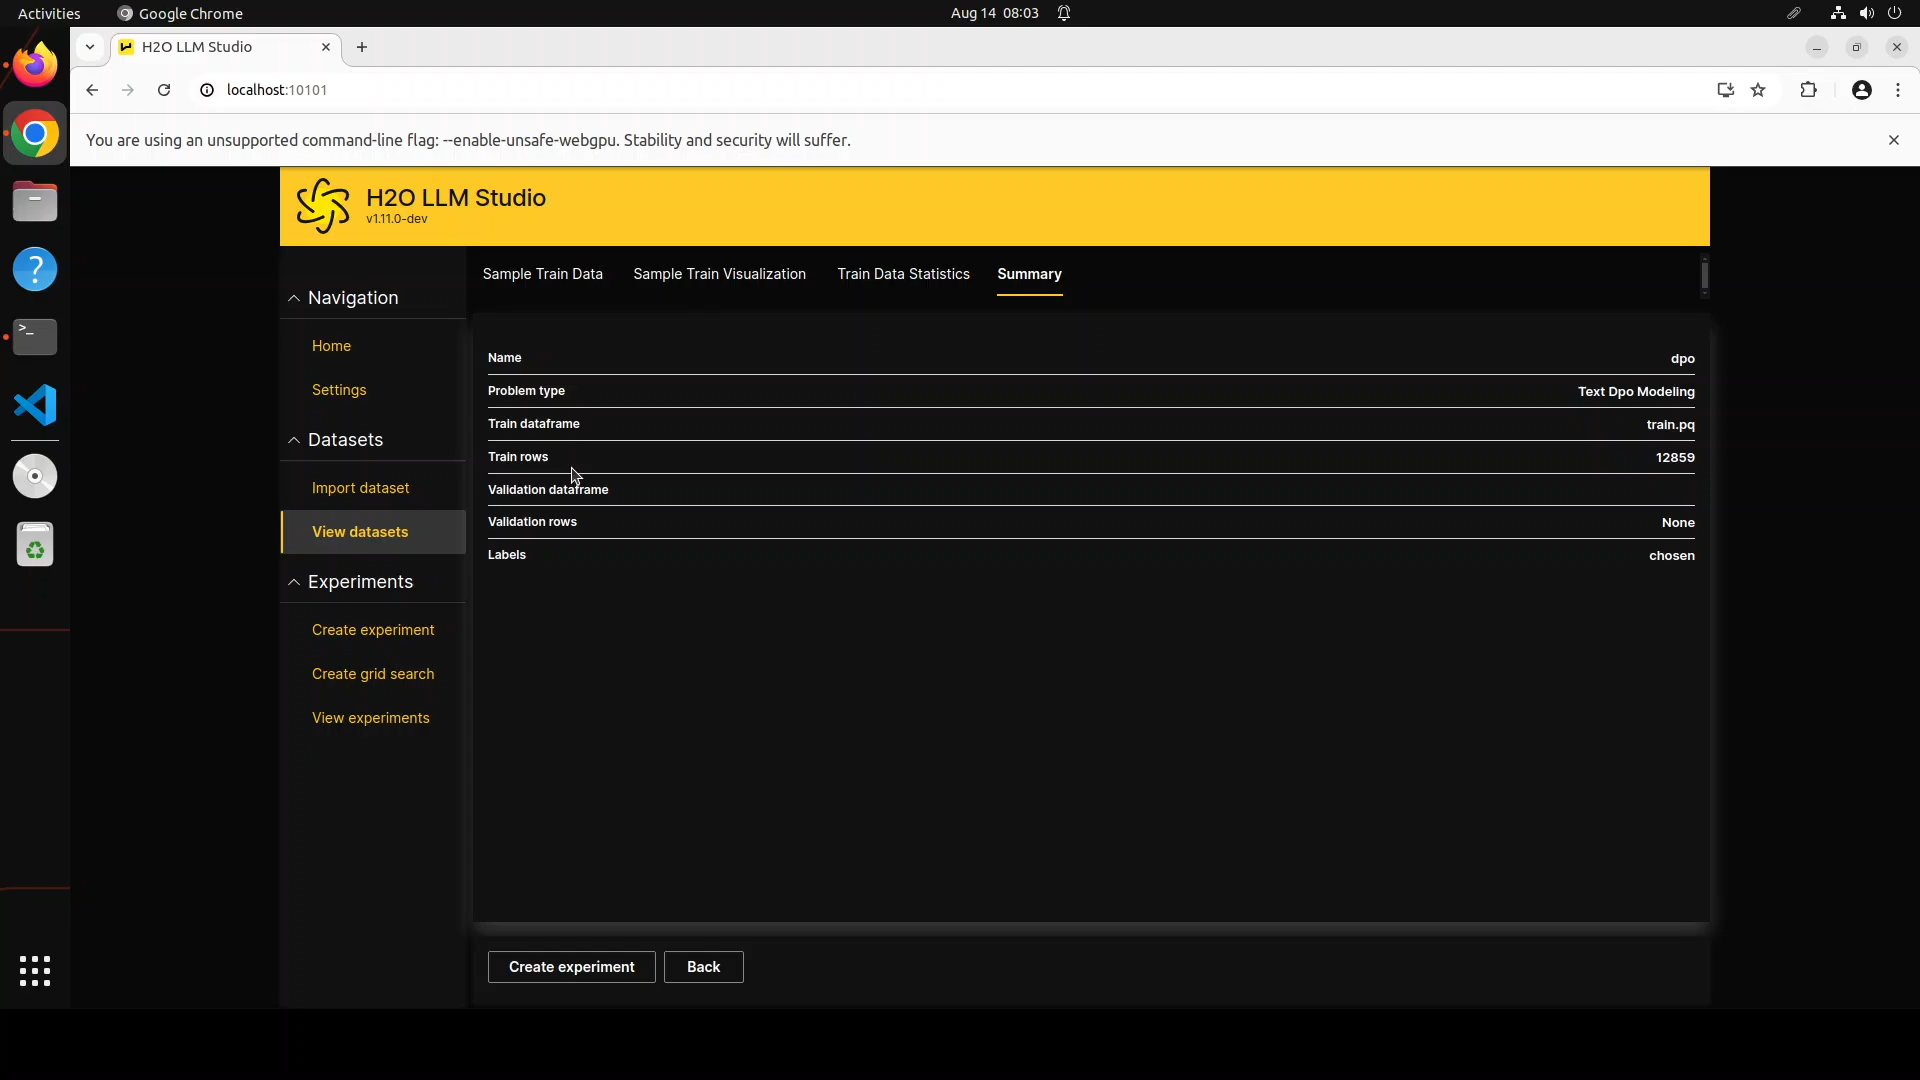 Activities Google Chrome Aug 14 08:03
H2O LLM Studio
localhost:10101
You are using an unsupported command-line flag: --enable-unsafe-webgpu. Stability and security will suffer.
H2O LLM Studio
v1.11.0-dev
Navigation
Home
Settings
Datasets
Import dataset
View datasets
Experiments
Create experiment
Create grid search
View experiments
Sample Train Data Sample Train Visualization Train Data Statistics Summary
Name dpo
Problem type Text Dpo Modeling
Train dataframe train.pq
Train rows 12859
Validation dataframe
Validation rows None
Labels chosen
Create experiment Back